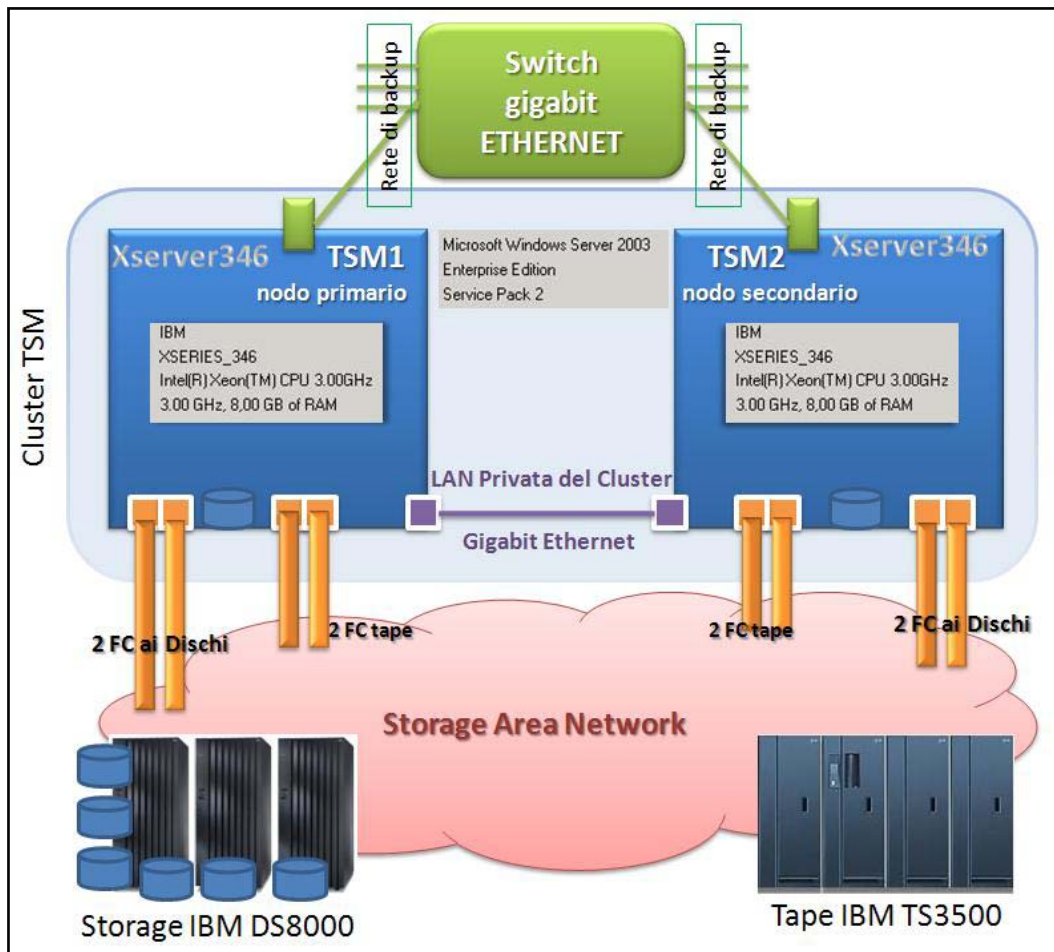 Switch
gigabit
ETHERNET
Rete di backup
Rete di backup
Cluster TSM
Xserver346
TSM1
nodo primario
IBM
XSERIES_346
Intel(R) Xeon(TM) CPU 3.00GHz
3.00 GHz, 8,00 GB of RAM
Microsoft Windows Server 2003
Enterprise Edition
Service Pack 2
Xserver346
TSM2
nodo secondario
IBM
XSERIES_346
Intel(R) Xeon(TM) CPU 3.00GHz
3.00 GHz, 8,00 GB of RAM
LAN Privata del Cluster
Gigabit Ethernet
2 FC ai Dischi
2 FC tape
2 FC tape
2 FC ai Dischi
Storage Area Network
Storage IBM DS8000
Tape IBM TS3500